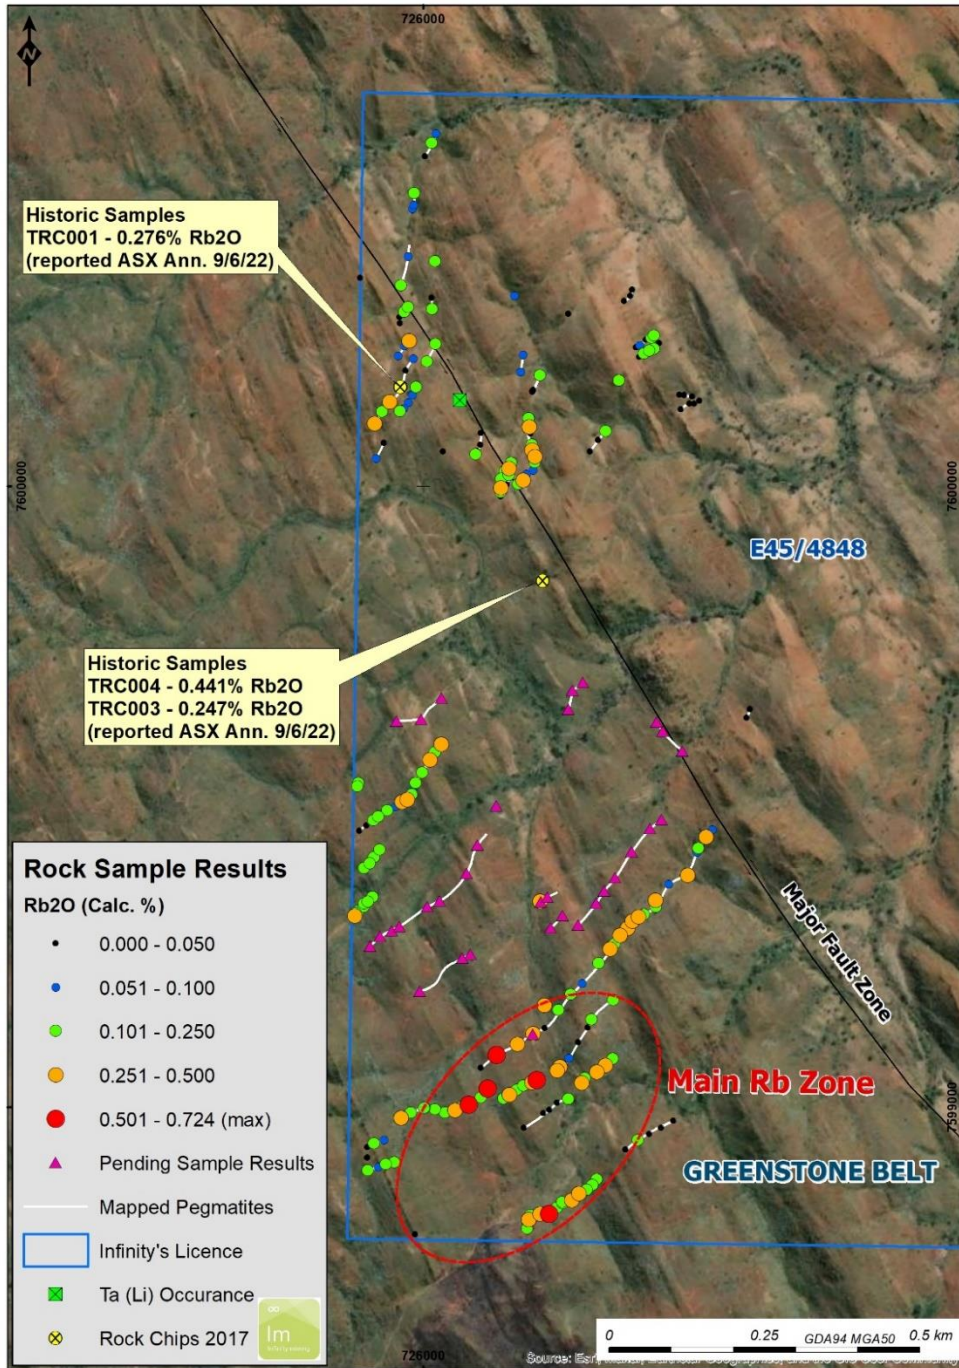 726000
N
Historic Samples
TRC001 - 0.276% Rb2O
(reported ASX Ann. 9/6/22)
7600000
7600000
E45/4848
Historic Samples
TRC004 - 0.441% Rb2O
TRC003 - 0.247% Rb2O
(reported ASX Ann. 9/6/22)
Major Fault Zone
Main Rb Zone
7599000
GREENSTONE BELT
Rock Sample Results
Rb2O (Calc. %)
0.000 - 0.050
0.051 - 0.100
0.101 - 0.250
0.251 - 0.500
0.501 - 0.724 (max)
Pending Sample Results
Mapped Pegmatites
Infinity's Licence
Ta (Li) Occurance
Rock Chips 2017
Im
0 0.25 0.5 km
GDA94 MGA50
726000
Source: Esri,